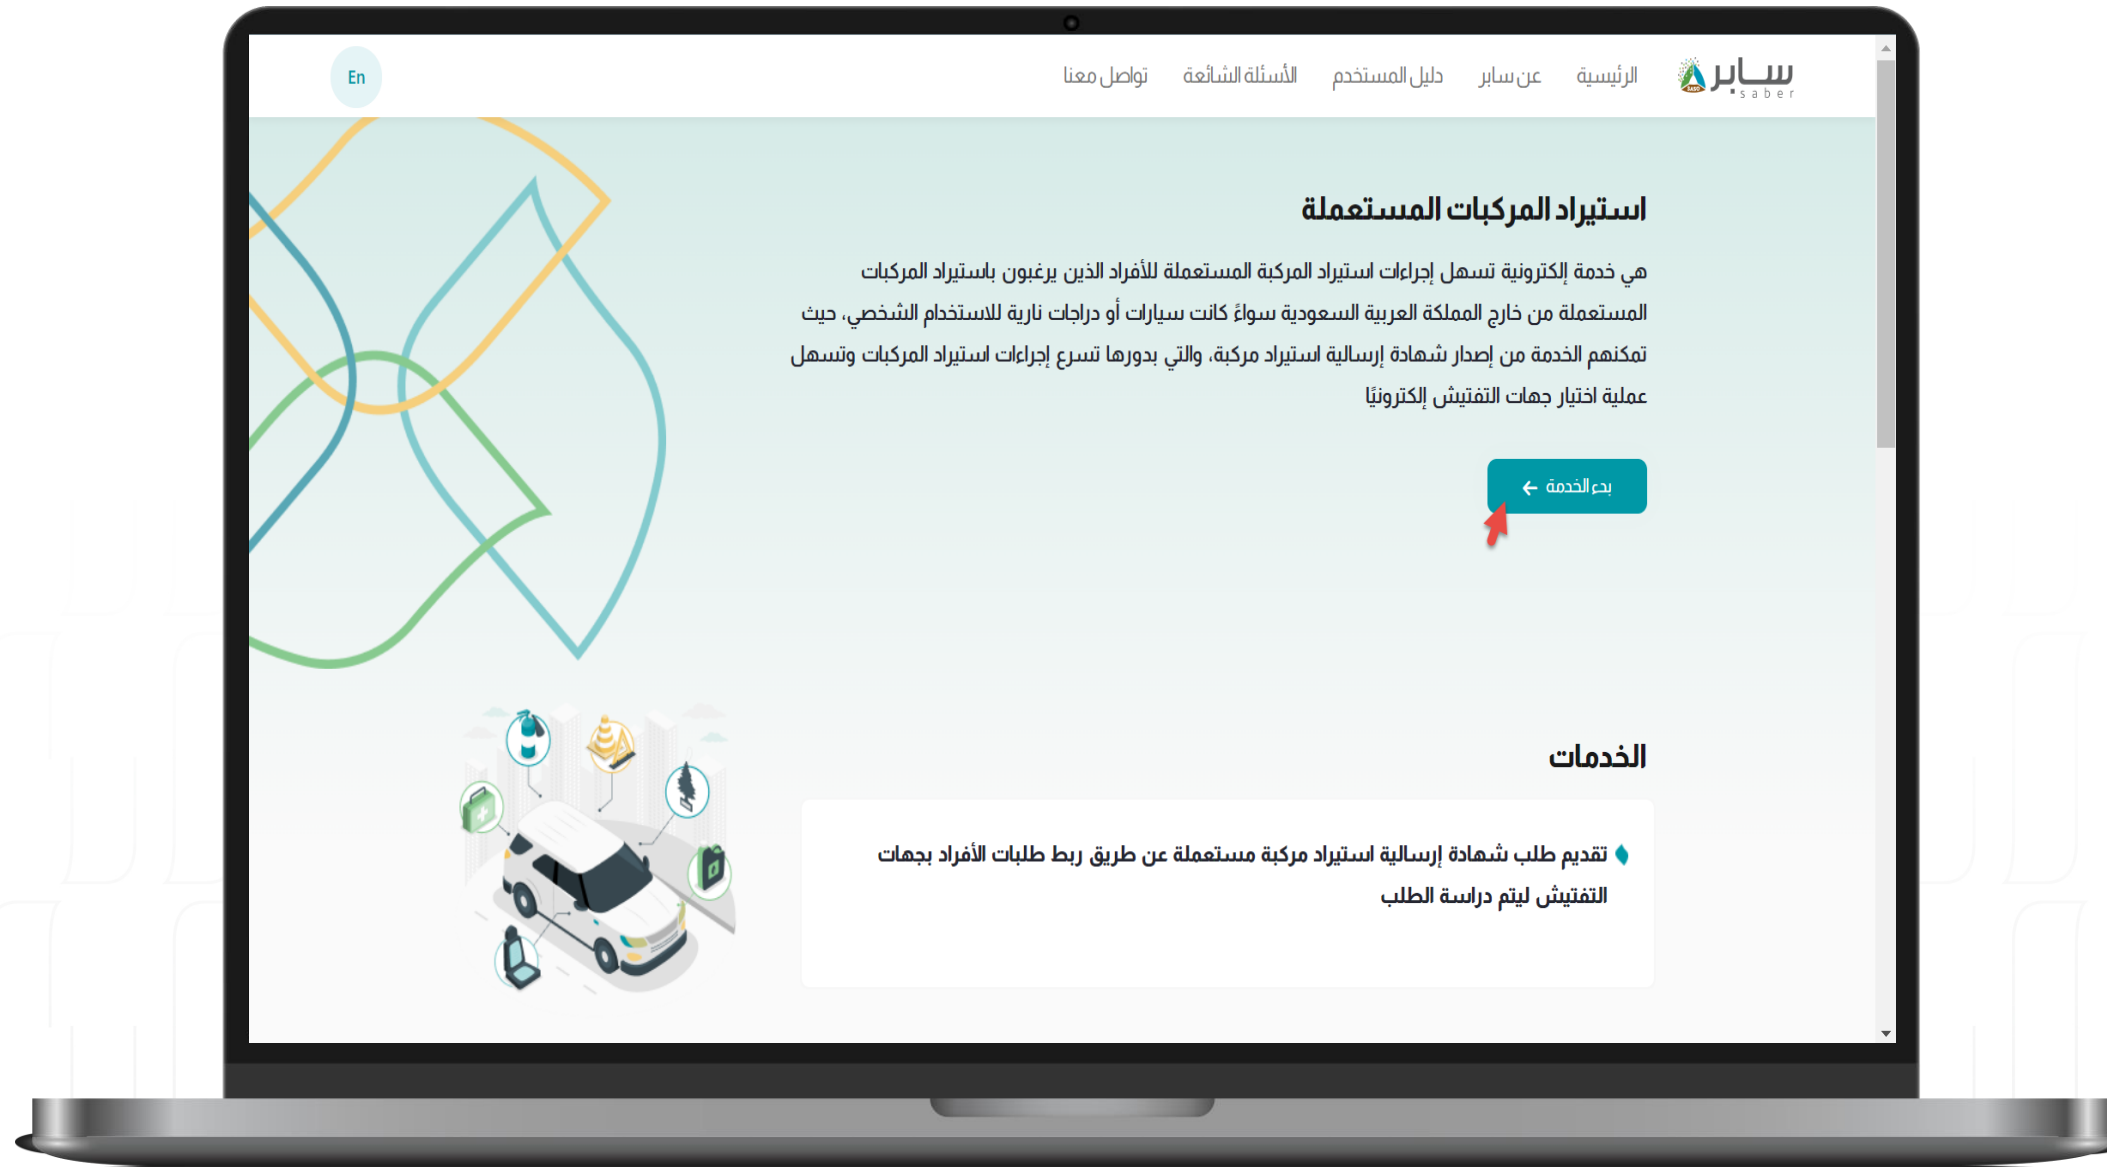 سابر
saber
SASO
الرئيسية
عن سابر
دليل المستخدم
الأسئلة الشائعة
تواصل معنا
En
استيراد المركبات المستعملة
هي خدمة إلكترونية تسهل إجراءات استيراد المركبة المستعملة للأفراد الذين يرغبون باستيراد المركبات
المستعملة من خارج المملكة العربية السعودية سواءً كانت سيارات أو دراجات نارية للاستخدام الشخصي، حيث
تمكنهم الخدمة من إصدار شهادة إرسالية استيراد مركبة، والتي بدورها تسرع إجراءات استيراد المركبات وتسهل
عملية اختيار جهات التفتيش إلكترونيًا
بدء الخدمة
الخدمات
تقديم طلب شهادة إرسالية استيراد مركبة مستعملة عن طريق ربط طلبات الأفراد بجهات
التفتيش ليتم دراسة الطلب